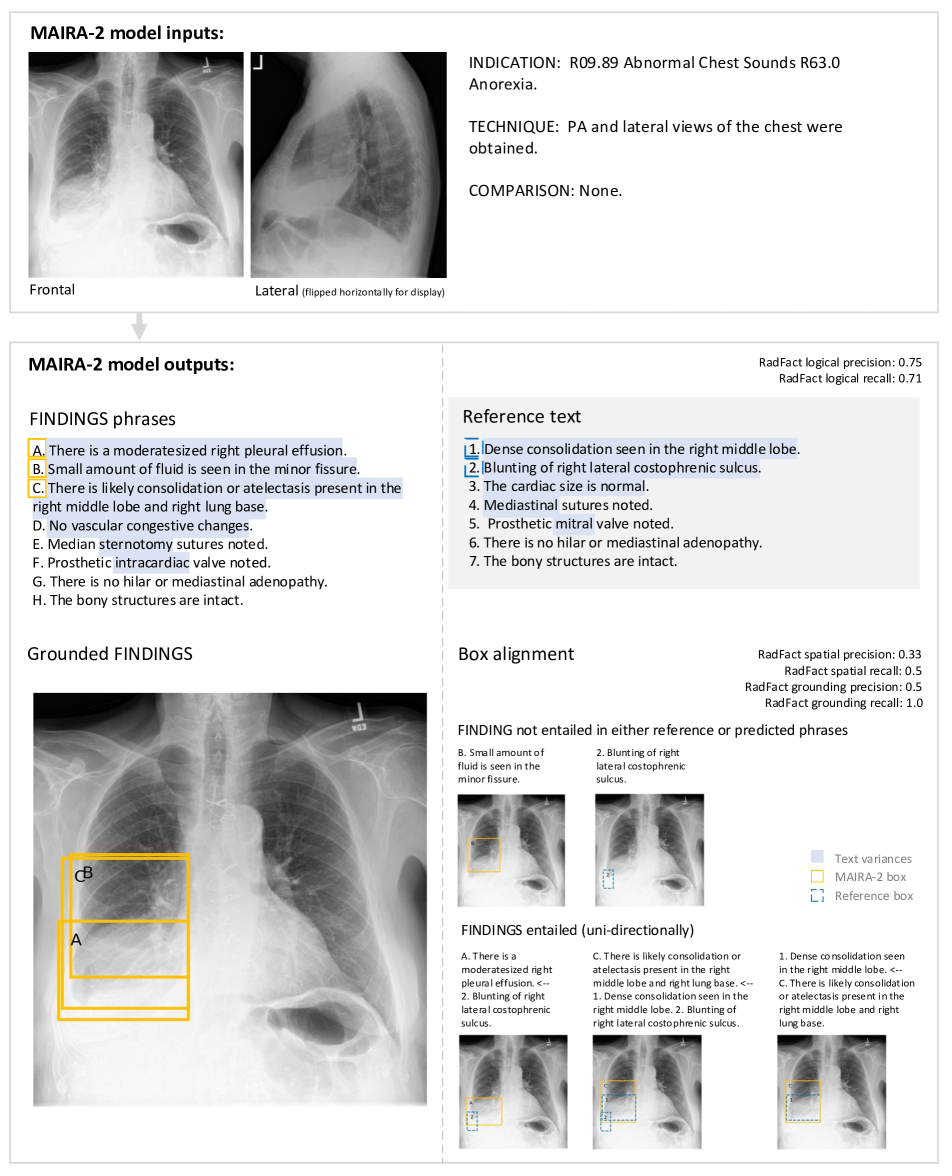 MAIRA-2 model inputs:
INDICATION:  R09.89 Abnormal Chest Sounds R63.0
Anorexia.
TECHNIQUE:  PA and lateral views of the chest were
obtained.
COMPARISON: None.
L
Frontal
Lateral (flipped horizontally for display)
MAIRA-2 model outputs:
RadFact logical precision: 0.75
RadFact logical recall: 0.71
FINDINGS phrases
A. There is a moderatesized right pleural effusion.
B. Small amount of fluid is seen in the minor fissure.
C. There is likely consolidation or atelectasis present in the
right middle lobe and right lung base.
D. No vascular congestive changes.
E. Median sternotomy sutures noted.
F. Prosthetic intracardiac valve noted.
G. There is no hilar or mediastinal adenopathy.
H. The bony structures are intact.
Reference text
1. Dense consolidation seen in the right middle lobe.
2. Blunting of right lateral costophrenic sulcus.
3. The cardiac size is normal.
4. Mediastinal sutures noted.
5.  Prosthetic mitral valve noted.
6. There is no hilar or mediastinal adenopathy.
7. The bony structures are intact.
Grounded FINDINGS
L
C B
A
Box alignment
RadFact spatial precision: 0.33
RadFact spatial recall: 0.5
RadFact grounding precision: 0.5
RadFact grounding recall: 1.0
FINDING not entailed in either reference or predicted phrases
B. Small amount of
fluid is seen in the
minor fissure.
2. Blunting of right
lateral costophrenic
sulcus.
Text variances
MAIRA-2 box
Reference box
FINDINGS entailed (uni-directionally)
A. There is a
moderatesized right
pleural effusion. <--
2. Blunting of right
lateral costophrenic
sulcus.
C. There is likely consolidation or
atelectasis present in the right
middle lobe and right lung base. <--
1. Dense consolidation seen in the
right middle lobe. 2. Blunting of
right lateral costophrenic sulcus.
1. Dense consolidation seen
in the right middle lobe. <--
C. There is likely consolidation
or atelectasis present in the
right middle lobe and right
lung base.